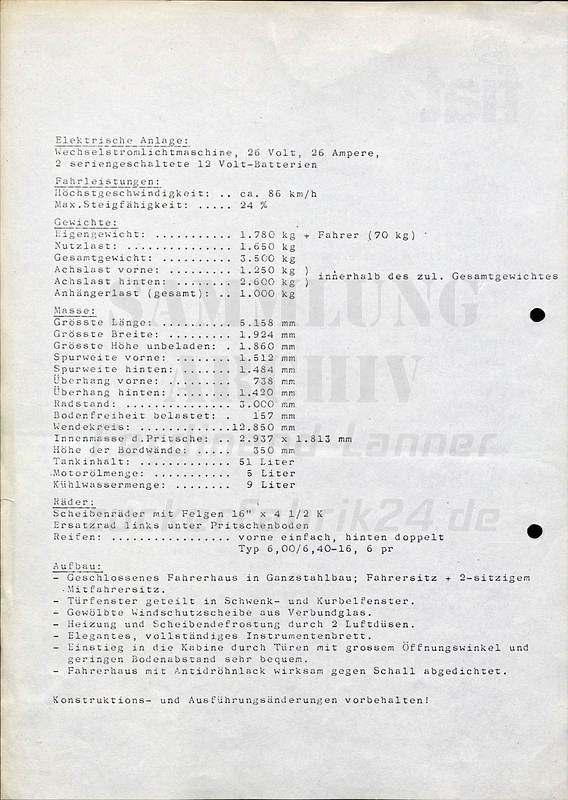 Elektrische Anlage:
Wechselstromlichtmaschine, 26 Volt, 26 Ampere,
2 seriengeschaltete 12 Volt-Batterien
Fahrleistungen:
Höchstgeschwindigkeit: .. ca. 86 km/h
Max.Steigfähigkeit: ..... 24 %
Gewichte:
Eigengewicht: ........... 1.780 kg + Fahrer (70 kg)
Nutzlast: ............... 1.650 kg
Gesamtgewicht: .......... 3.500 kg
Achslast vorne: ......... 1.250 kg )
Achslast hinten: ........ 2.600 kg ) innerhalb des zul. Gesamtgewichtes
Anhängerlast (gesamt): .. 1.000 kg
Masse:
Grösste Länge: .......... 5.158 mm
Grösste Breite: ......... 1.924 mm
Grösste Höhe unbeladen: . 1.860 mm
Spurweite vorne: ........ 1.512 mm
Spurweite hinten: ....... 1.484 mm
Überhang vorne: ......... 738 mm
Überhang hinten: ........ 1.420 mm
Radstand: ............... 3.000 mm
Bodenfreiheit belastet: . 157 mm
Wendekreis: .............12.850 mm
Innenmasse d.Pritsche: .. 2.937 x 1.813 mm
Höhe der Bordwände: ..... 350 mm
Tankinhalt: ............. 51 Liter
Motorölmenge: ........... 5 Liter
Kühlwassermenge: ........ 9 Liter
Räder:
Scheibenräder mit Felgen 16" x 4 1/2 K
Ersatzrad links unter Pritschenboden
Reifen: ................. vorne einfach, hinten doppelt
Typ 6,00/6,40-16, 6 pr
Aufbau:
- Geschlossenes Fahrerhaus in Ganzstahlbau; Fahrersitz + 2-sitzigem
Mitfahrersitz.
- Türfenster geteilt in Schwenk- und Kurbelfenster.
- Gewölbte Windschutzscheibe aus Verbundglas.
- Heizung und Scheibendefrostung durch 2 Luftdüsen.
- Elegantes, vollständiges Instrumentenbrett.
- Einstieg in die Kabine durch Türen mit grossem Öffnungswinkel und
geringen Bodenabstand sehr bequem.
- Fahrerhaus mit Antidröhnlack wirksam gegen Schall abgedichtet.
Konstruktions- und Ausführungsänderungen vorbehalten!
SAMMLUNG
ARCHIV
Lanner
fabrik24.de